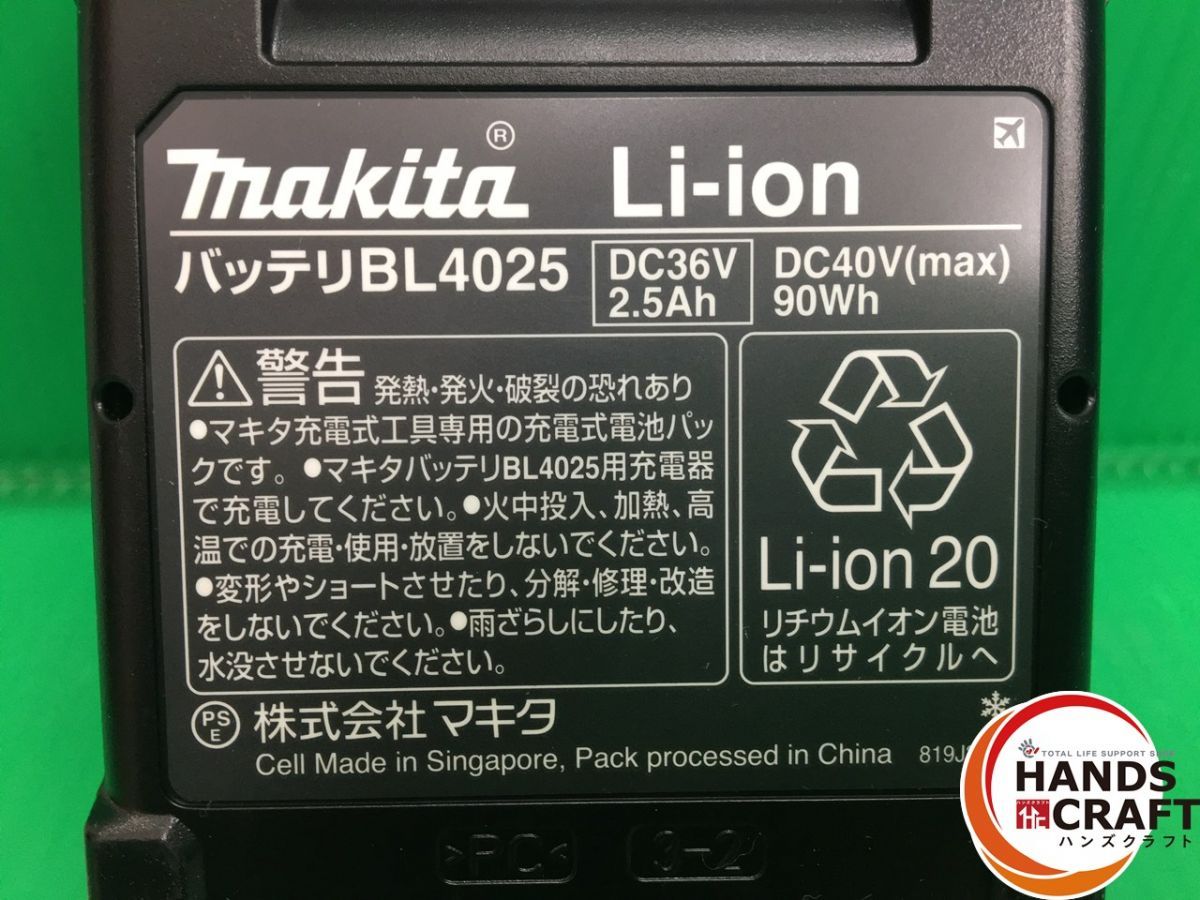 makita®
Li-ion
バッテリBL4025
DC36V
2.5Ah
DC40V(max)
90Wh
警告 発熱・発火・破裂の恐れあり
●マキタ充電式工具専用の充電式電池パッ
クです。●マキタバッテリBL4025用充電器
で充電してください。●火中投入、加熱、高
温での充電・使用・放置をしないでください。
●変形やショートさせたり、分解・修理・改造
をしないでください。●雨ざらしにしたり、
水没させないでください。
Li-ion 20
リチウムイオン電池
はリサイクルへ
PS
E
株式会社マキタ
Cell Made in Singapore, Pack processed in China
>PC<
3-2
TOTAL LIFE SUPPORT
HANDS
CRAFT
ハンズクラフト